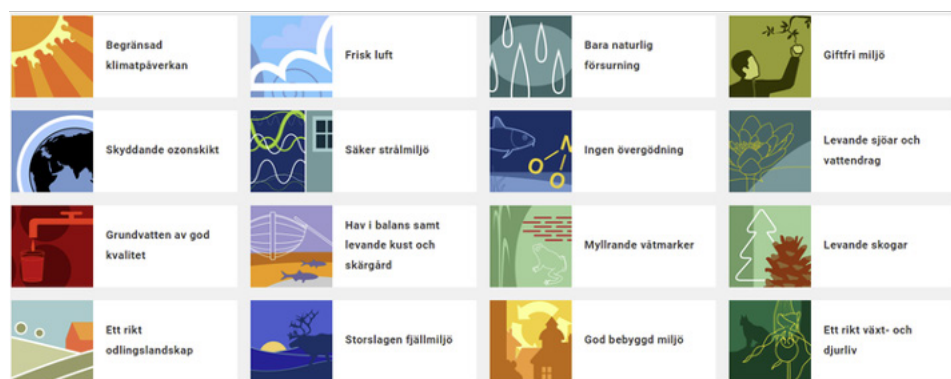 Begränsad
klimatpåverkan
Frisk luft
Bara naturlig
försurning
Giftfri miljö
Skyddande ozonskikt
Säker strålmiljö
Ingen övergödning
Levande sjöar och
vattendrag
Grundvatten av god
kvalitet
Hav i balans samt
levande kust och
skärgård
Myllrande våtmarker
Levande skogar
Ett rikt
odlingslandskap
Storslagen fjällmiljö
God bebyggd miljö
Ett rikt växt- och
djurliv